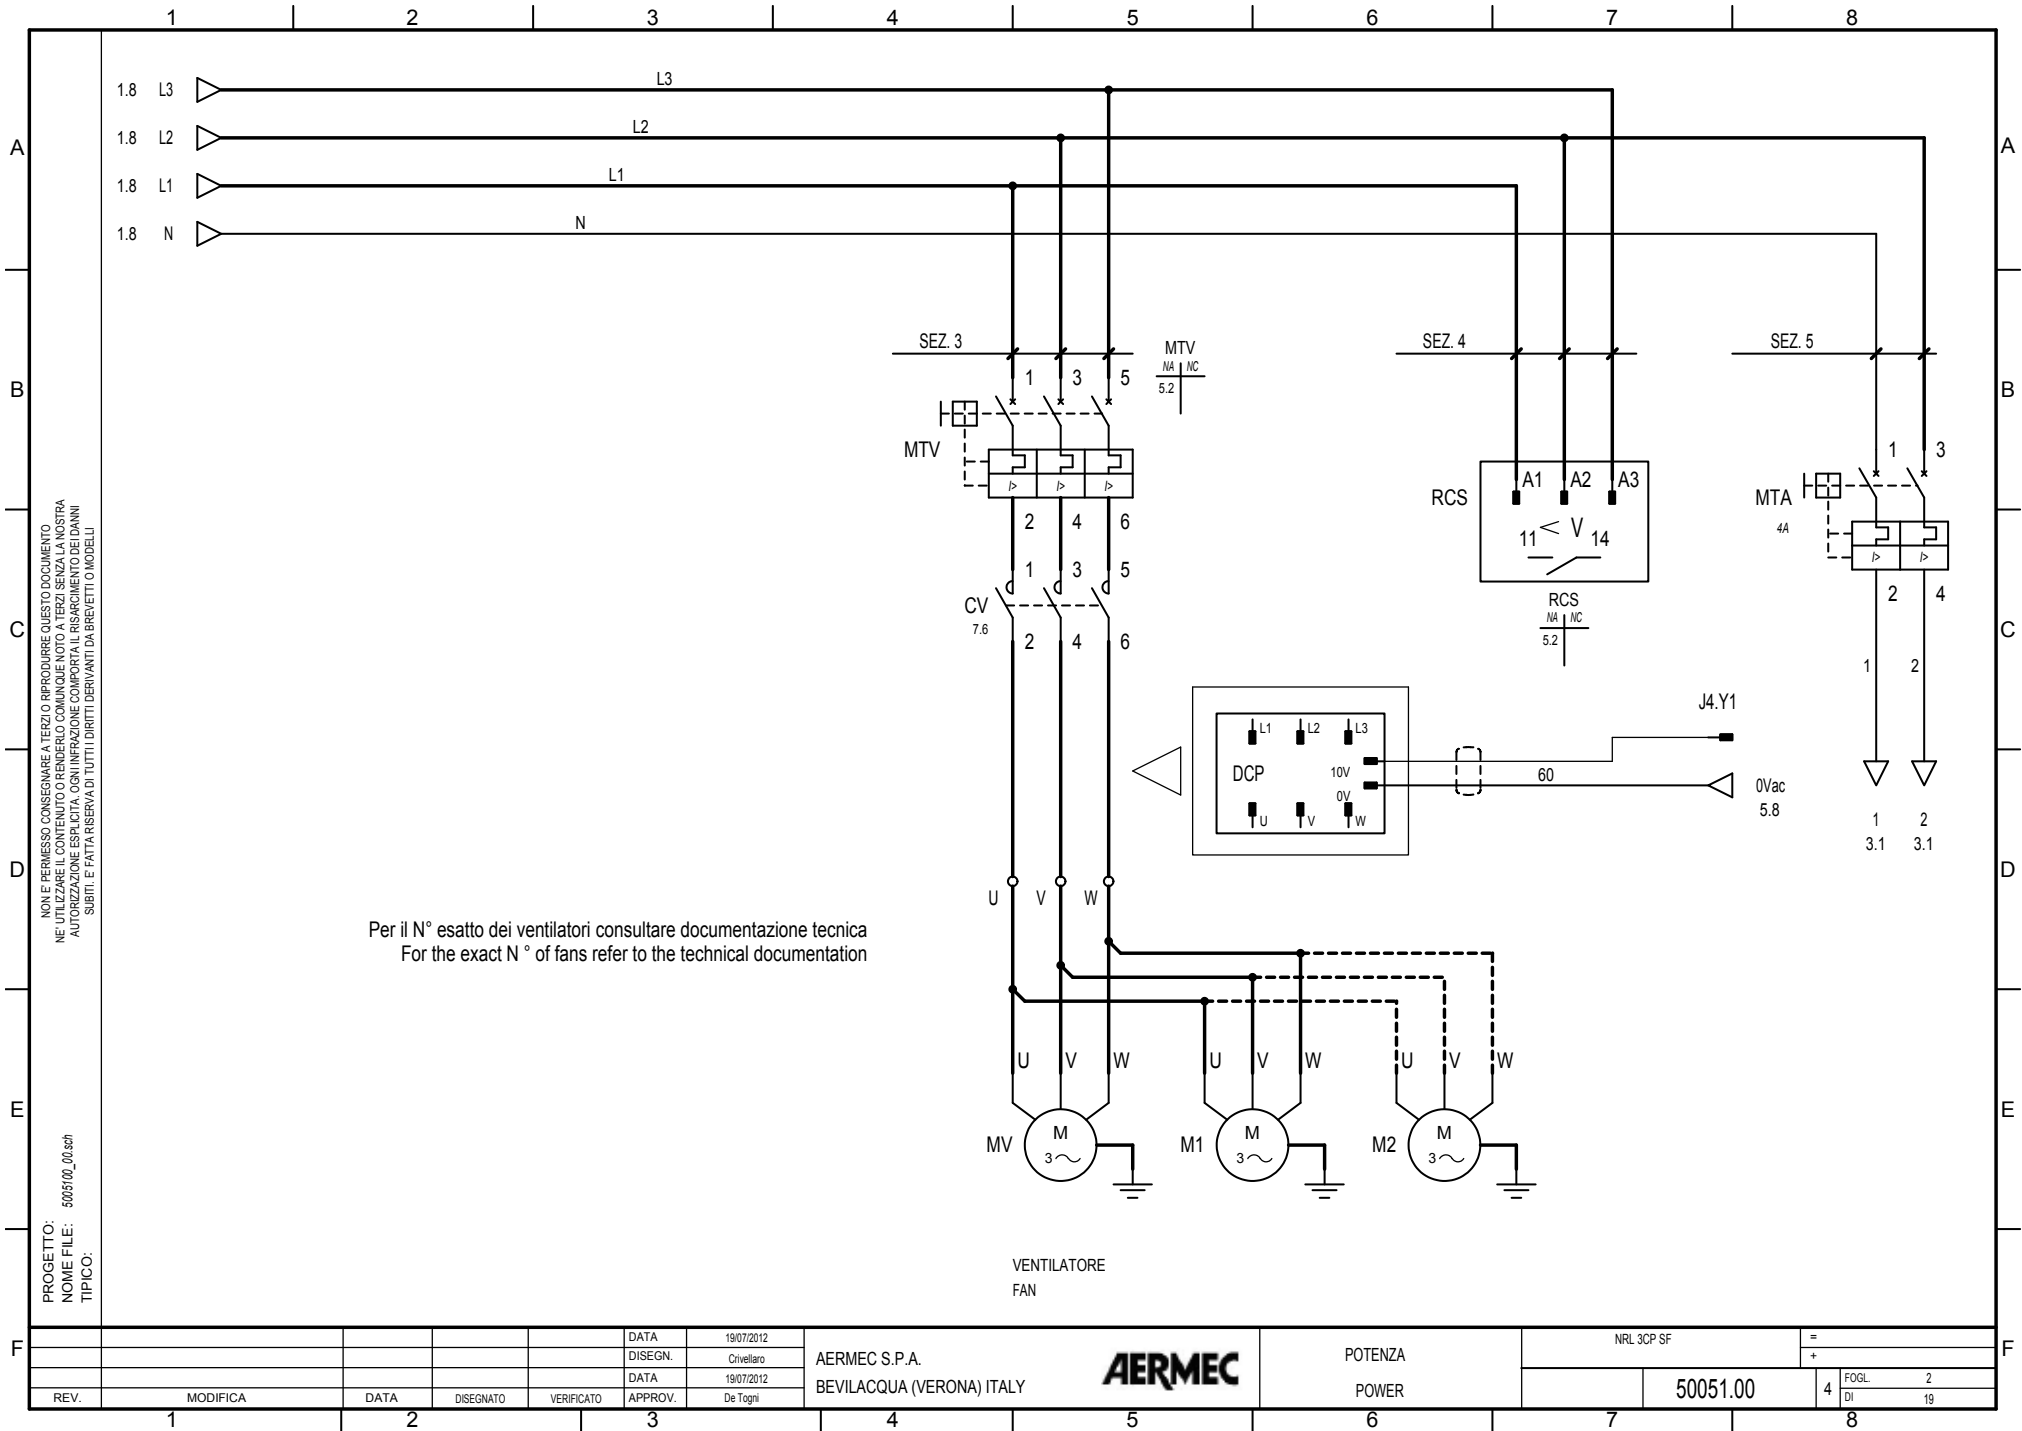 1 2 3 4 5 6 7 8
A
B
C
D
E
F
A
B
C
D
E
F
1.8 L3
L3
1.8 L2
L2
1.8 L1
L1
1.8 N
N
SEZ. 3
MTV
NA NC
5.2
1 3 5
MTV
I> I> I>
2 4 6
1 3 5
CV
7.6
2 4 6
SEZ. 4
RCS
A1 A2 A3
< V
11 14
RCS
NA NC
5.2
SEZ. 5
1 3
MTA
4A
I> I>
2 4
1 2
1 2
3.1 3.1
J4.Y1
L1 L2 L3
DCP
10V
0V
U V W
60
0Vac
5.8
U V W
Per il N° esatto dei ventilatori consultare documentazione tecnica
For the exact N ° of fans refer to the technical documentation
U V W
U V W
U V W
MV
M
3
M1
M
3
M2
M
3
VENTILATORE
FAN
NON E' PERMESSO CONSEGNARE A TERZI O RIPRODURRE QUESTO DOCUMENTO
NE' UTILIZZARE IL CONTENUTO O RENDERLO COMUNQUE NOTO A TERZI SENZA LA NOSTRA
AUTORIZZAZIONE ESPLICITA. OGNI INFRAZIONE COMPORTA IL RISARCIMENTO DEI DANNI
SUBITI. E' FATTA RISERVA DI TUTTI I DIRITTI DERIVANTI DA BREVETTI O MODELLI
PROGETTO:
NOME FILE: 5005100_00.sch
TIPICO:
DATA 19/07/2012
DISEGN. Crivellaro
DATA 19/07/2012
REV. MODIFICA DATA DISEGNATO VERIFICATO APPROV. De Togni
AERMEC S.P.A.
BEVILACQUA (VERONA) ITALY
AERMEC
POTENZA
POWER
NRL 3CP SF
=
+
50051.00
4
FOGL. 2
DI 19
1 2 3 4 5 6 7 8